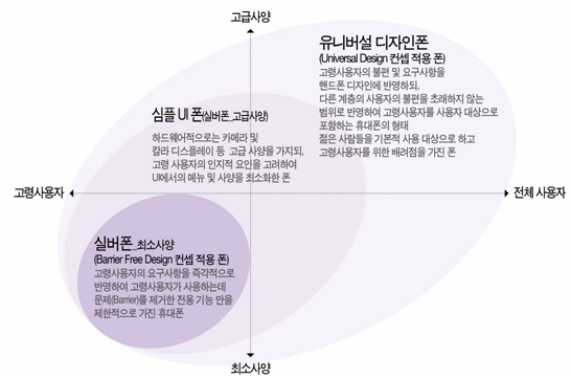 고급사양
유니버설 디자인폰
(Universal Design 컨셉 적용 폰)
고령사용자의 불편 및 요구사항을
핸드폰 디자인에 반영하되,
다른 계층의 사용자의 불편을 초래하지 않는
범위로 반영하여 고령사용자를 사용자 대상으로
포함하는 휴대폰의 형태
젊은 사람들을 기본적 사용 대상으로 하고
고령사용자를 위한 배려점을 가진 폰
심플 UI 폰(실버폰_고급사양)
하드웨어적으로는 카메라 및
칼라 디스플레이 등 고급 사양을 가지되,
고령 사용자의 인지적 요인을 고려하여
UI에서의 메뉴 및 사양을 최소화한 폰
고령사용자
전체 사용자
실버폰_최소사양
(Barrier Free Design 컨셉 적용 폰)
고령사용자의 요구사항을 즉각적으로
반영하여 고령사용자가 사용하는데
문제(Barrier)를 제거한 전용 기능 만을
제한적으로 가진 휴대폰
최소사양